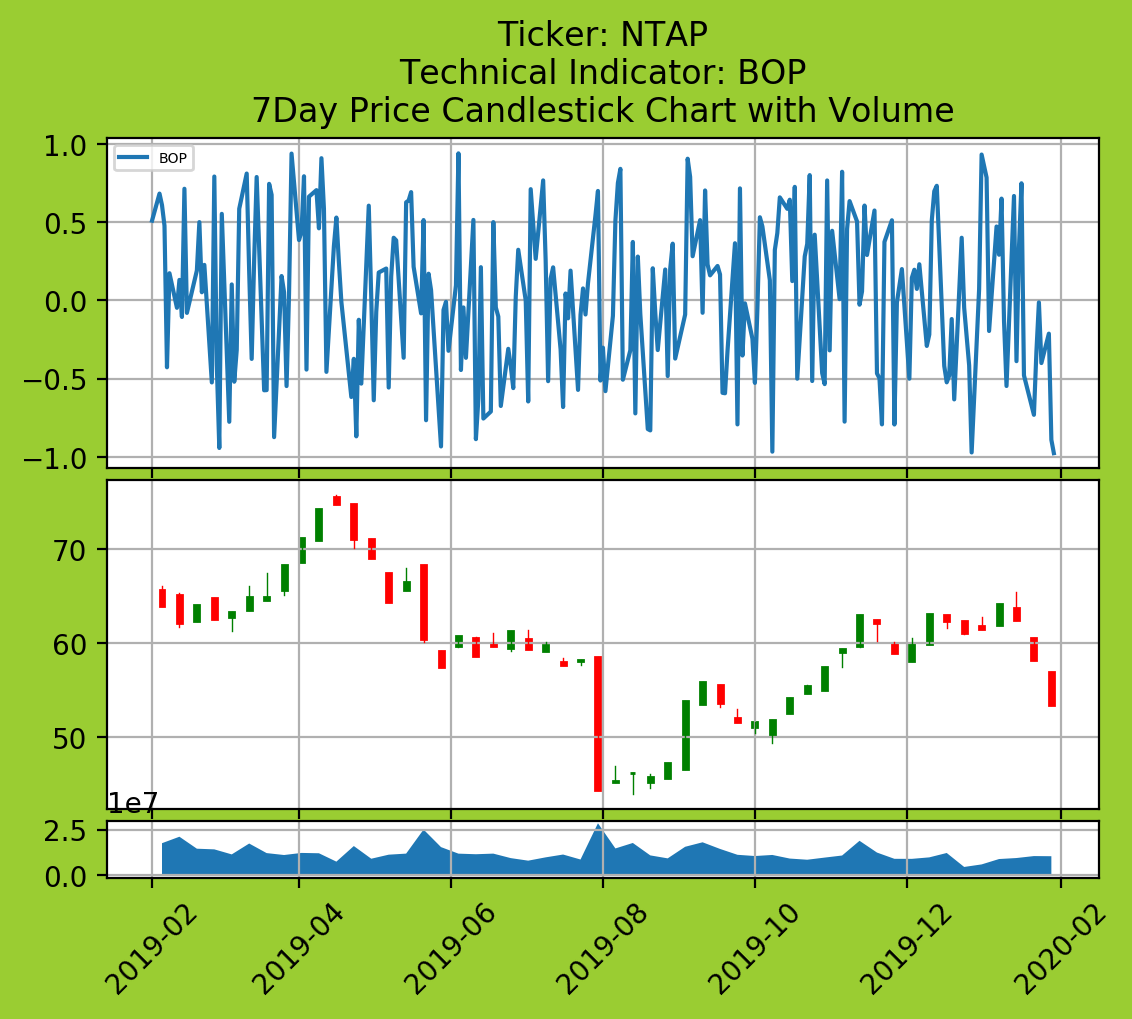 Ticker: NTAP
Technical Indicator: BOP
7Day Price Candlestick Chart with Volume
1.0
BOP
0.5
0.0
−0.5
−1.0
70
60
50
1e7
2.5
0.0
2019-02 2019-04 2019-06 2019-08 2019-10 2019-12 2020-02